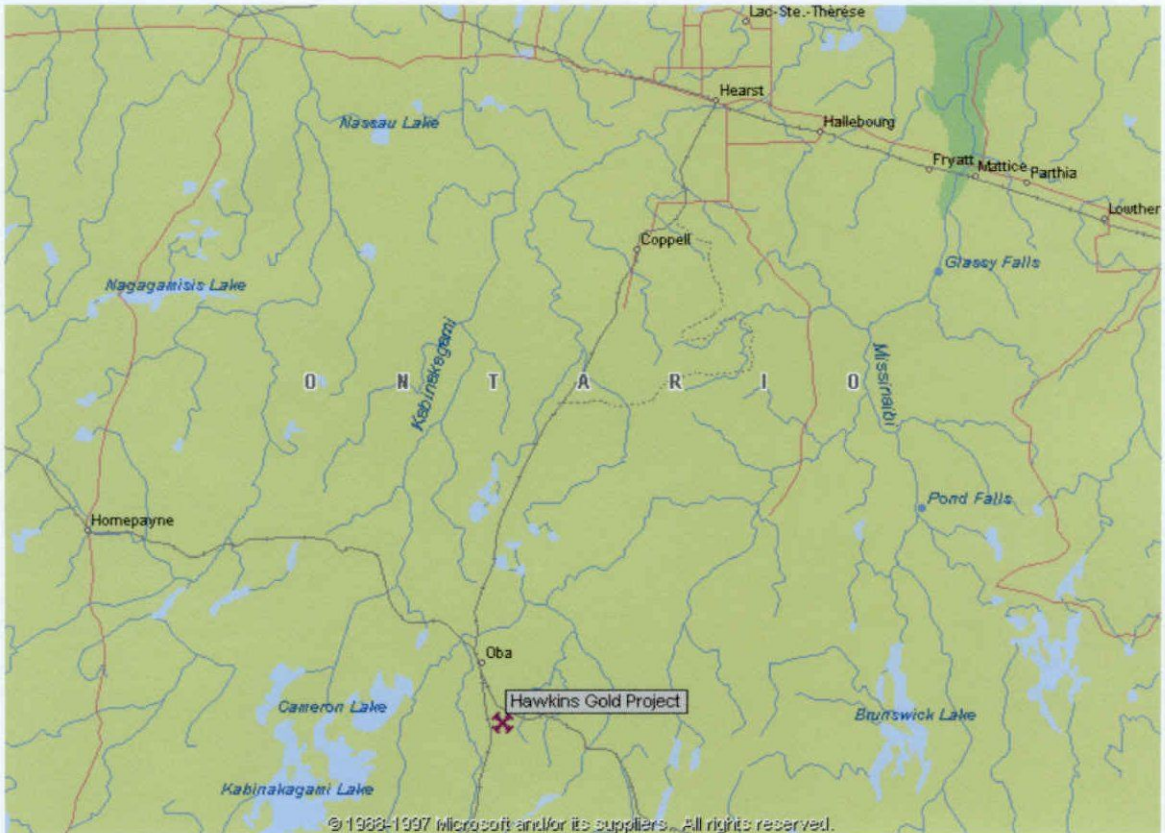 Lac-Ste.-Thérèse
Hearst
Nassau Lake
Hallebourg
Fryatt
Mattice
Parthia
Lowther
Coppell
Glassy Falls
Nagagamisis Lake
Kabinakagami
Missinaibi
O N T A R I O
Pond Falls
Hornepayne
Oba
Hawkins Gold Project
Cameron Lake
Brunswick Lake
Kabinakagami Lake
© 1988-1997 Microsoft and/or its suppliers. All rights reserved.